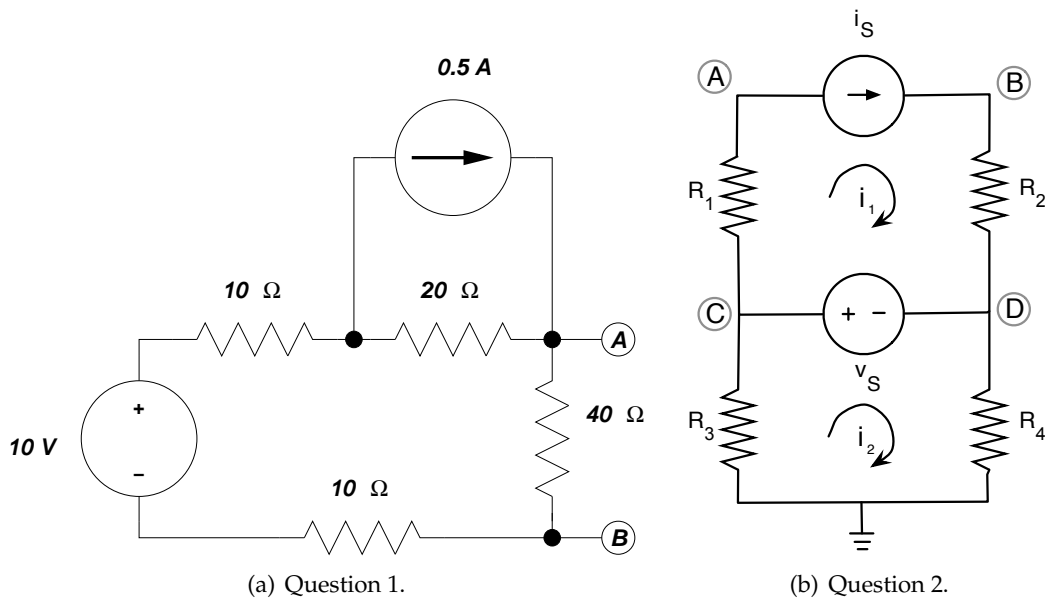 0.5 A
10 Ω
20 Ω
A
+
10 V
–
40 Ω
10 Ω
B
(a) Question 1.
i_S
A
B
R_1
i_1
R_2
C
+ –
D
v_S
R_3
i_2
R_4
(b) Question 2.